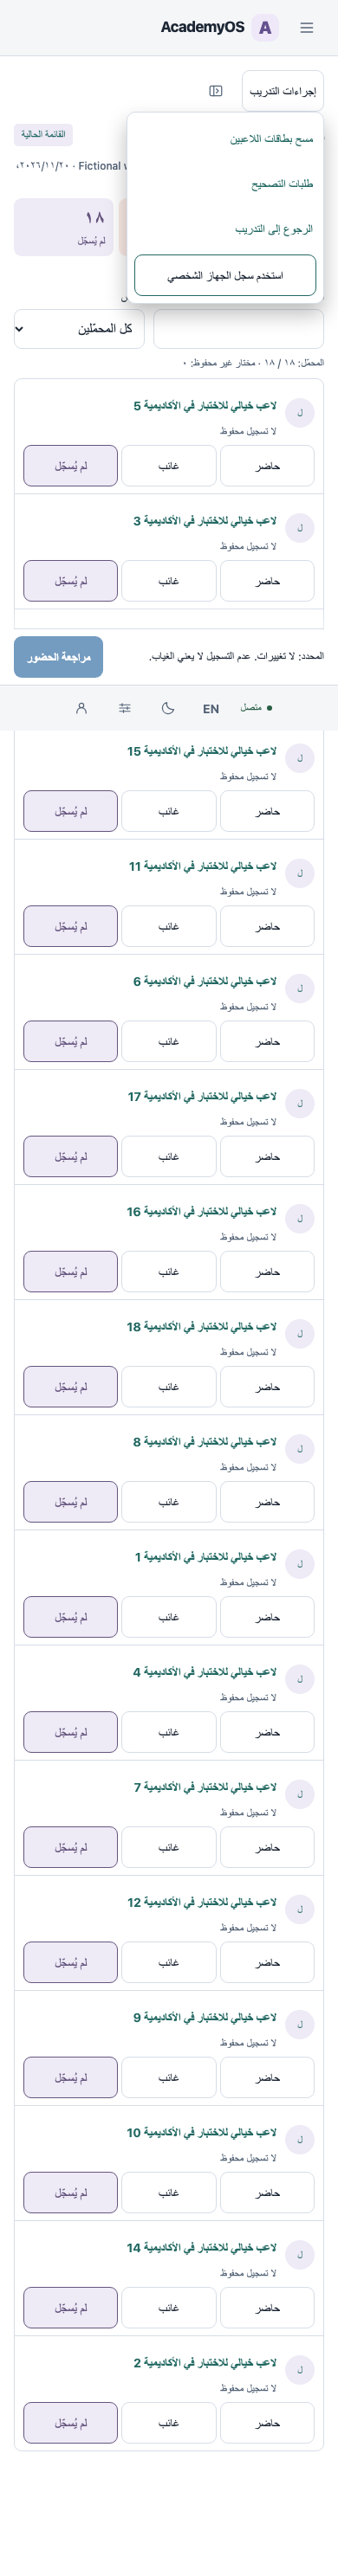 AcademyOS A
إجراءات التدريب
مسح بطاقات اللاعبين
القائمة الحالية
٢٠٢٦/١١/٢٠، · Fictional
طلبات التصحيح
الرجوع إلى التدريب
١٨
لم يُسجّل
استخدم سجل الجهاز الشخصي
كل المحمّلين
المحمّل: ١٨ / ١٨ · مختار غير محفوظ: ٠
ل
لاعب خيالي للاختبار في الأكاديمية 5
لا تسجيل محفوظ
حاضر غائب لم يُسجّل
ل
لاعب خيالي للاختبار في الأكاديمية 3
لا تسجيل محفوظ
حاضر غائب لم يُسجّل
المحدد: لا تغييرات. عدم التسجيل لا يعني الغياب.
مراجعة الحضور
متصل EN
ل
لاعب خيالي للاختبار في الأكاديمية 15
لا تسجيل محفوظ
حاضر غائب لم يُسجّل
ل
لاعب خيالي للاختبار في الأكاديمية 11
لا تسجيل محفوظ
حاضر غائب لم يُسجّل
ل
لاعب خيالي للاختبار في الأكاديمية 6
لا تسجيل محفوظ
حاضر غائب لم يُسجّل
ل
لاعب خيالي للاختبار في الأكاديمية 17
لا تسجيل محفوظ
حاضر غائب لم يُسجّل
ل
لاعب خيالي للاختبار في الأكاديمية 16
لا تسجيل محفوظ
حاضر غائب لم يُسجّل
ل
لاعب خيالي للاختبار في الأكاديمية 18
لا تسجيل محفوظ
حاضر غائب لم يُسجّل
ل
لاعب خيالي للاختبار في الأكاديمية 8
لا تسجيل محفوظ
حاضر غائب لم يُسجّل
ل
لاعب خيالي للاختبار في الأكاديمية 1
لا تسجيل محفوظ
حاضر غائب لم يُسجّل
ل
لاعب خيالي للاختبار في الأكاديمية 4
لا تسجيل محفوظ
حاضر غائب لم يُسجّل
ل
لاعب خيالي للاختبار في الأكاديمية 7
لا تسجيل محفوظ
حاضر غائب لم يُسجّل
ل
لاعب خيالي للاختبار في الأكاديمية 12
لا تسجيل محفوظ
حاضر غائب لم يُسجّل
ل
لاعب خيالي للاختبار في الأكاديمية 9
لا تسجيل محفوظ
حاضر غائب لم يُسجّل
ل
لاعب خيالي للاختبار في الأكاديمية 10
لا تسجيل محفوظ
حاضر غائب لم يُسجّل
ل
لاعب خيالي للاختبار في الأكاديمية 14
لا تسجيل محفوظ
حاضر غائب لم يُسجّل
ل
لاعب خيالي للاختبار في الأكاديمية 2
لا تسجيل محفوظ
حاضر غائب لم يُسجّل